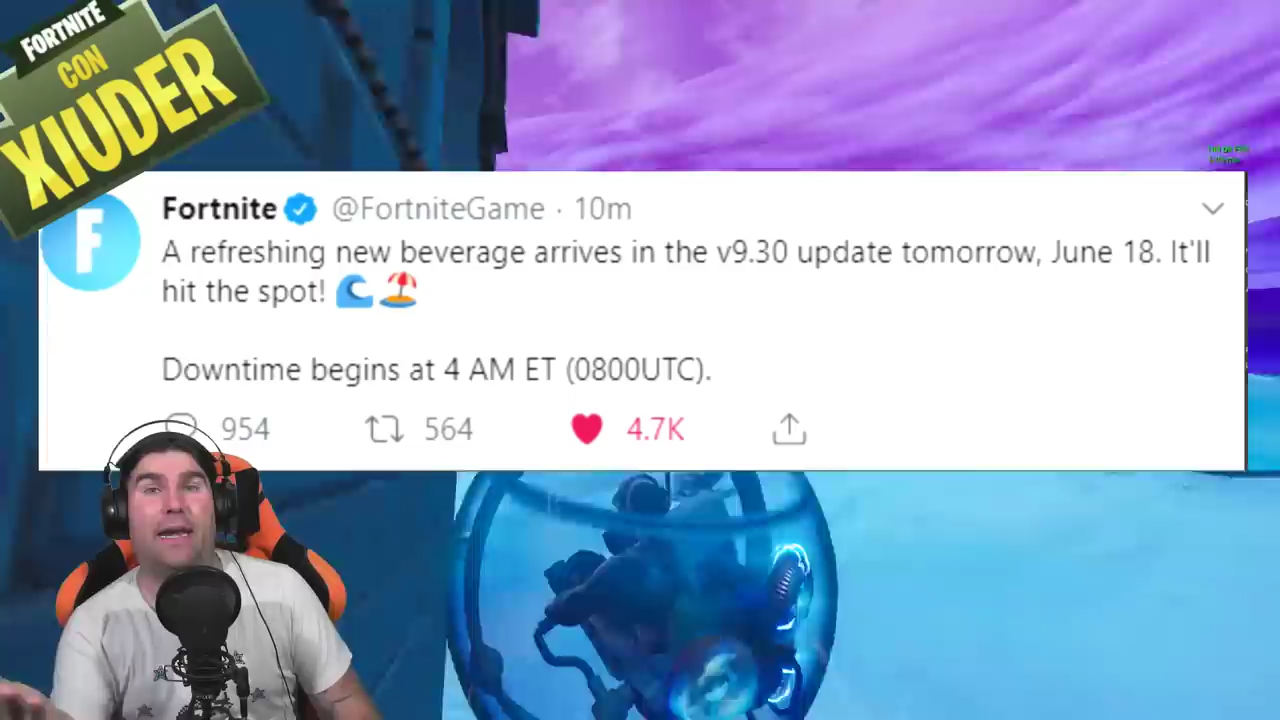 FORTNITE
CON
XIUDER
Fortnite @FortniteGame · 10m
A refreshing new beverage arrives in the v9.30 update tomorrow, June 18. It'll
hit the spot! 🌊 🏖️
Downtime begins at 4 AM ET (0800UTC).
954 564 4.7K